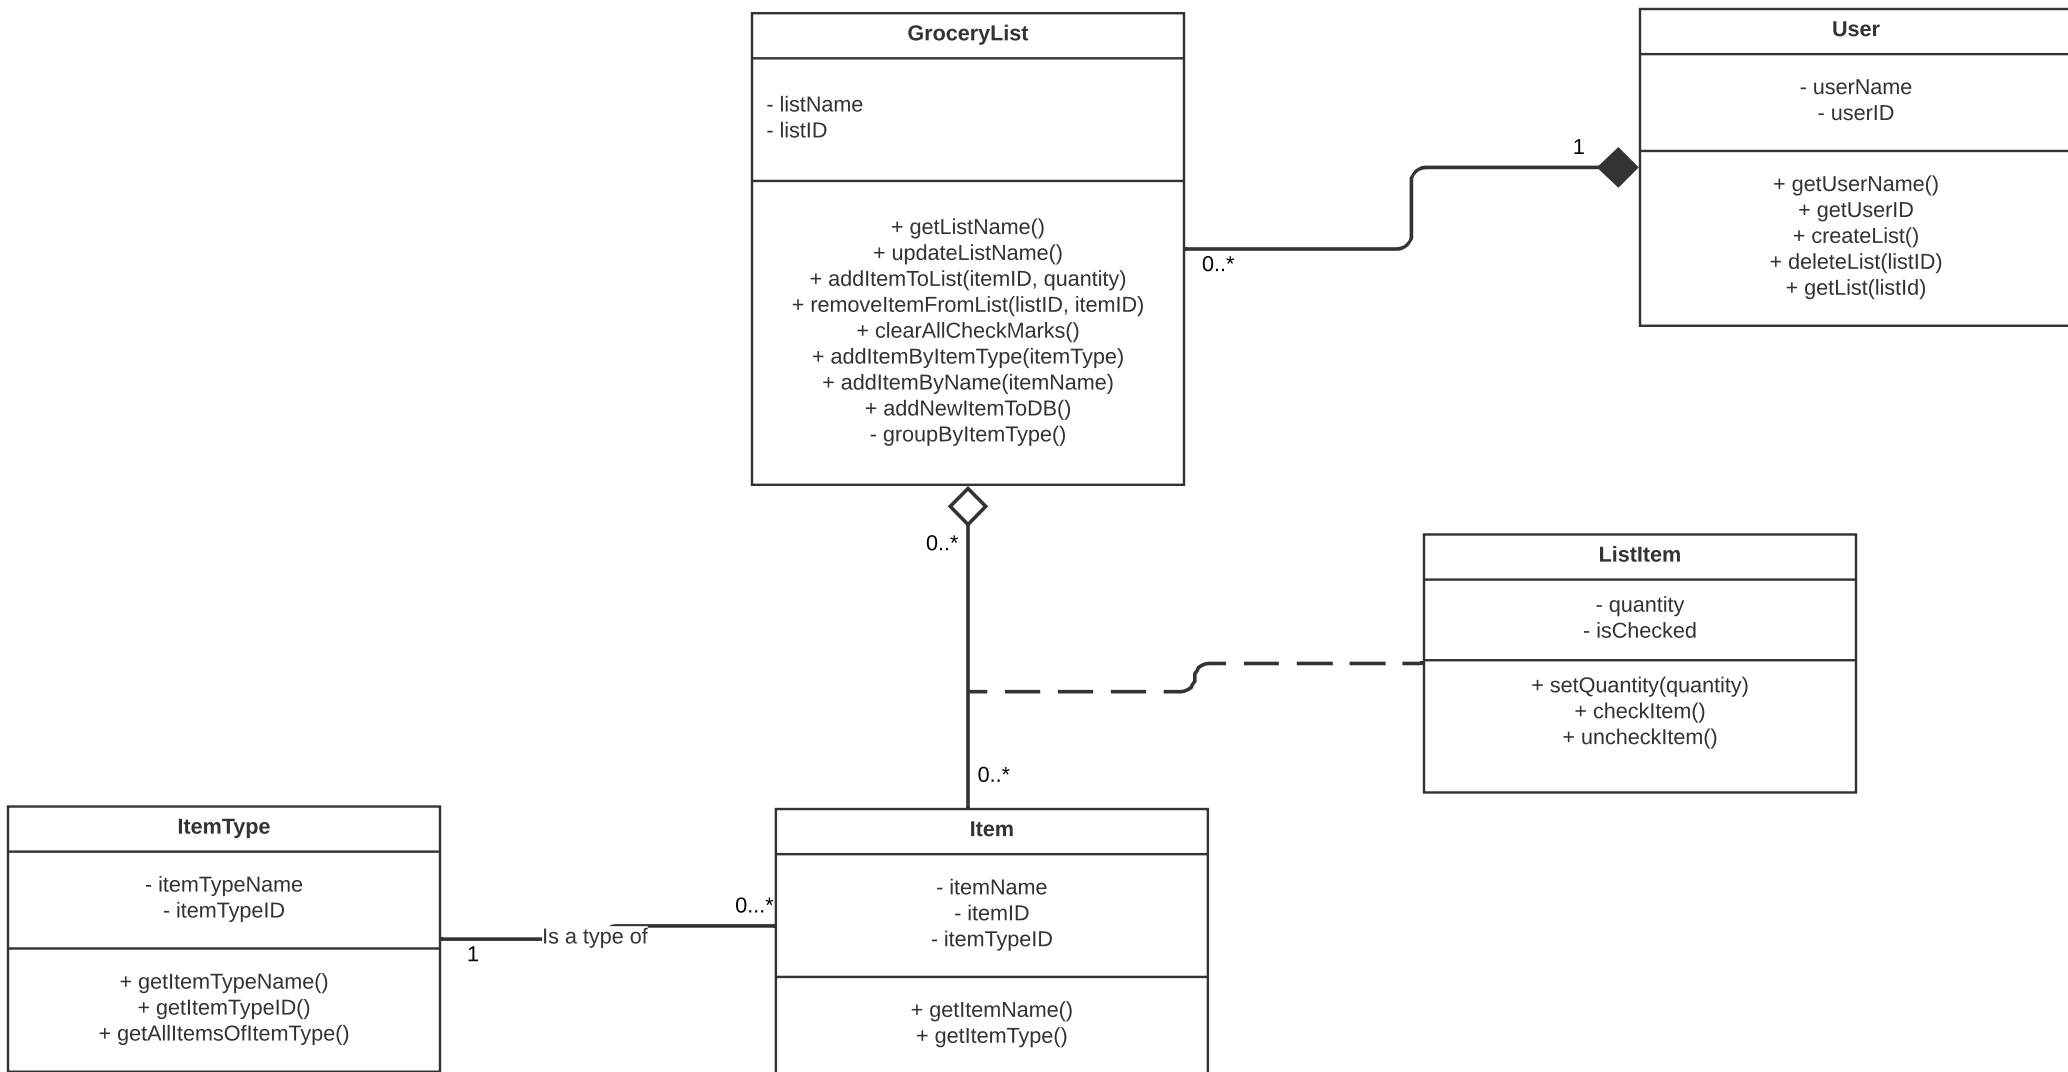 GroceryList
- listName
- listID
+ getListName()
+ updateListName()
+ addItemToList(itemID, quantity)
+ removeItemFromList(listID, itemID)
+ clearAllCheckMarks()
+ addItemByItemType(itemType)
+ addItemByName(itemName)
+ addNewItemToDB()
- groupByItemType()
1
0..*
User
- userName
- userID
+ getUserName()
+ getUserID
+ createList()
+ deleteList(listID)
+ getList(listId)
0..*
0..*
ListItem
- quantity
- isChecked
+ setQuantity(quantity)
+ checkItem()
+ uncheckItem()
ItemType
- itemTypeName
- itemTypeID
+ getItemTypeName()
+ getItemTypeID()
+ getAllItemsOfItemType()
1
Is a type of
0...*
Item
- itemName
- itemID
- itemTypeID
+ getItemName()
+ getItemType()